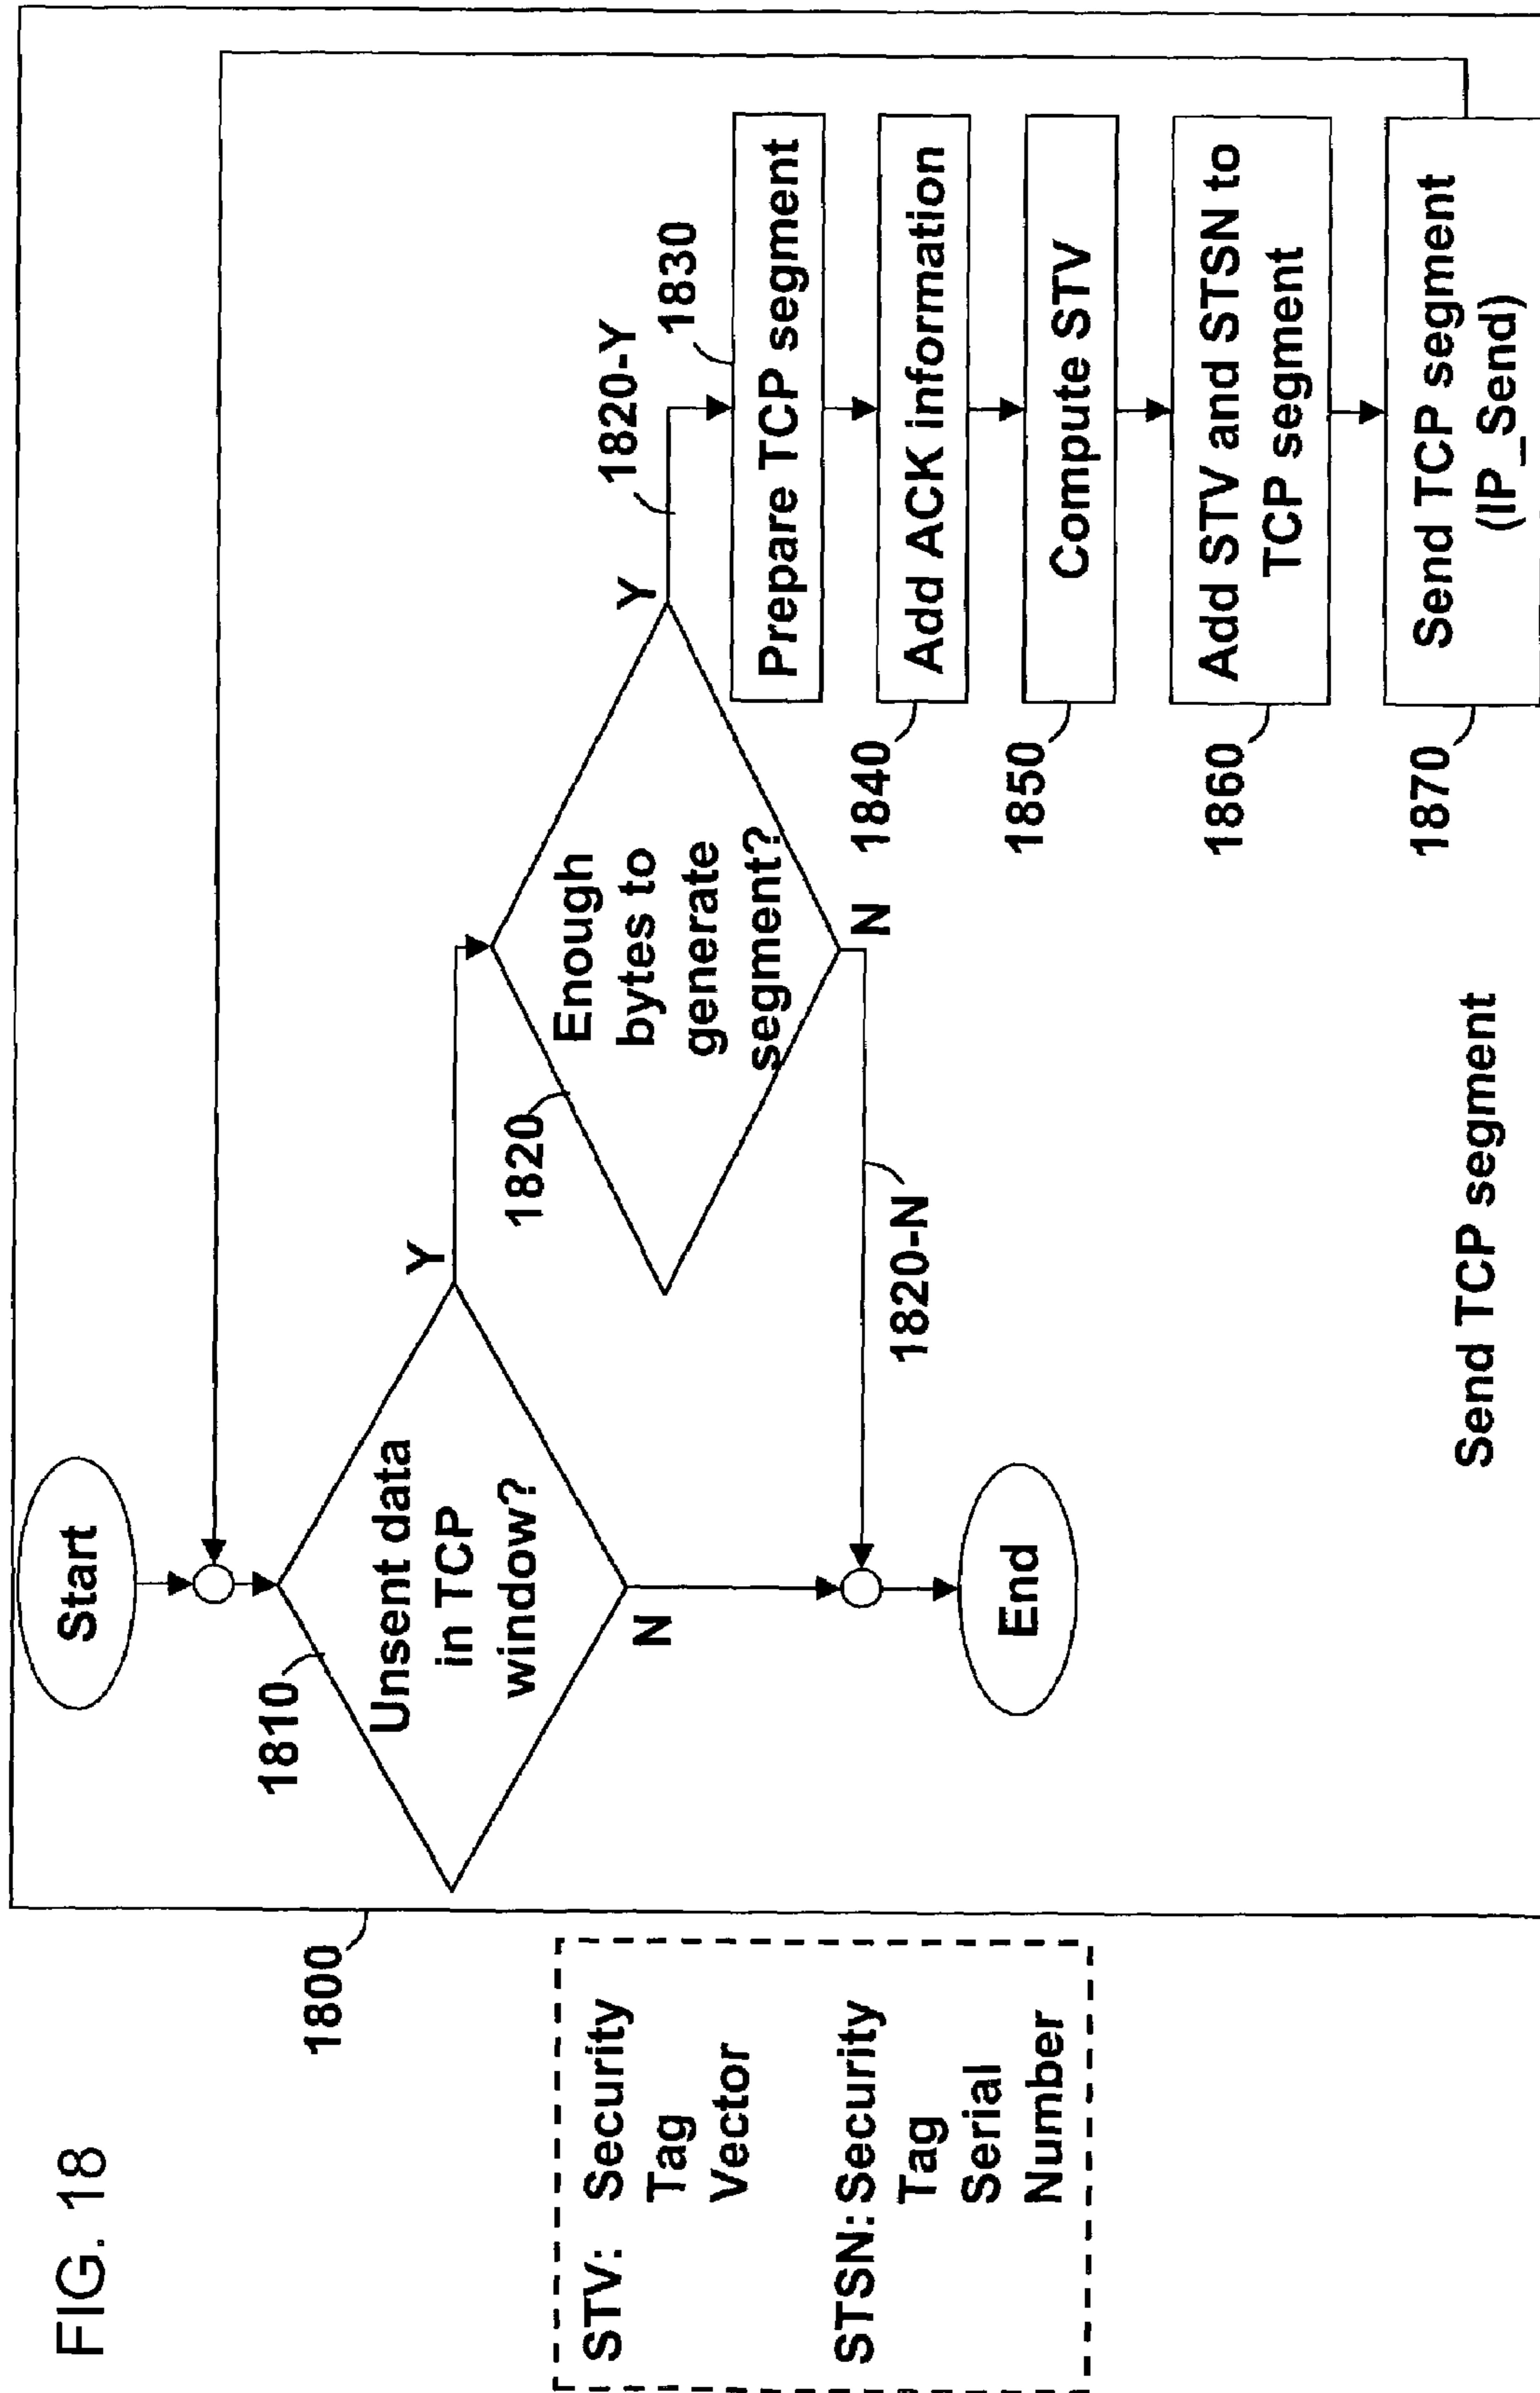 FIG. 18
STV: Security
Tag
Vector
STSN:Security
Tag
Serial
Number
1800
Start
1810
Unsent data
in TCP
window?
Y
N
1820
Enough
bytes to
generate
segment?
Y
N
1820-Y
1820-N
End
1830
Prepare TCP segment
1840
Add ACK information
1850
Compute STV
1860
Add STV and STSN to
TCP segment
1870
Send TCP segment
(IP_Send)
Send TCP segment